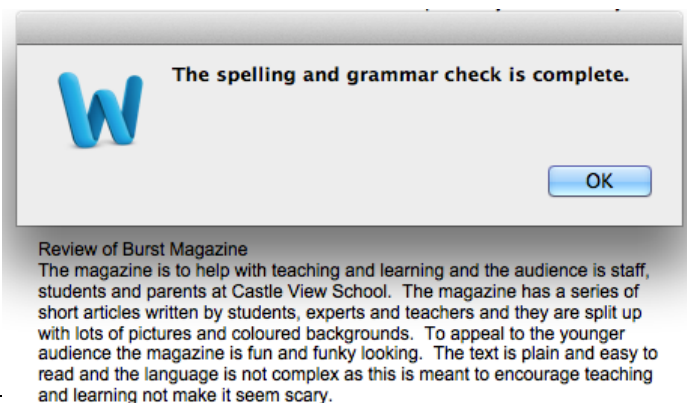 The spelling and grammar check is complete.
OK
Review of Burst Magazine
The magazine is to help with teaching and learning and the audience is staff,
students and parents at Castle View School.  The magazine has a series of
short articles written by students, experts and teachers and they are split up
with lots of pictures and coloured backgrounds.  To appeal to the younger
audience the magazine is fun and funky looking.  The text is plain and easy to
read and the language is not complex as this is meant to encourage teaching
and learning not make it seem scary.